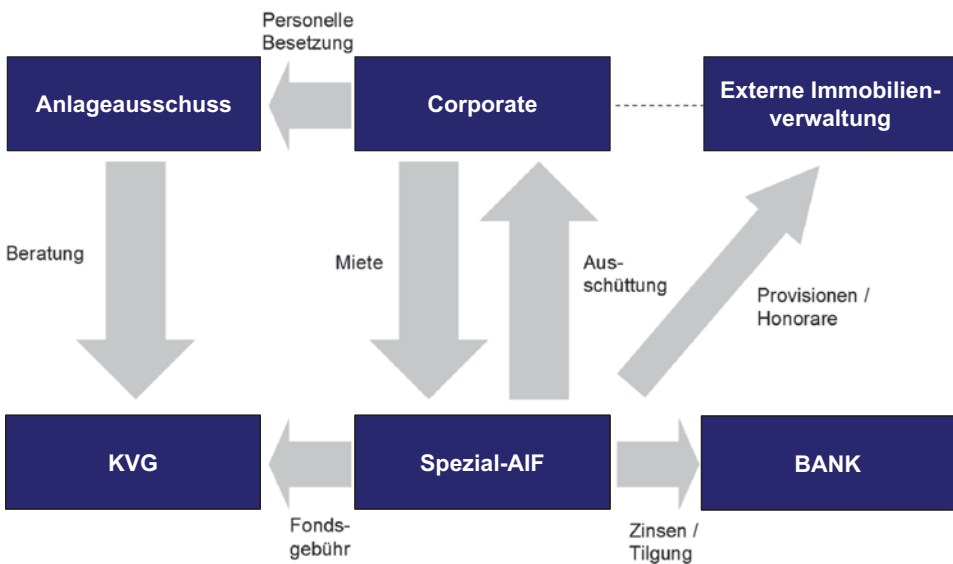 Personelle
Besetzung
Anlageausschuss
Corporate
Externe Immobilien-
verwaltung
Beratung
Miete
Aus-
schüttung
Provisionen /
Honorare
KVG
Spezial-AIF
BANK
Fonds-
gebühr
Zinsen /
Tilgung